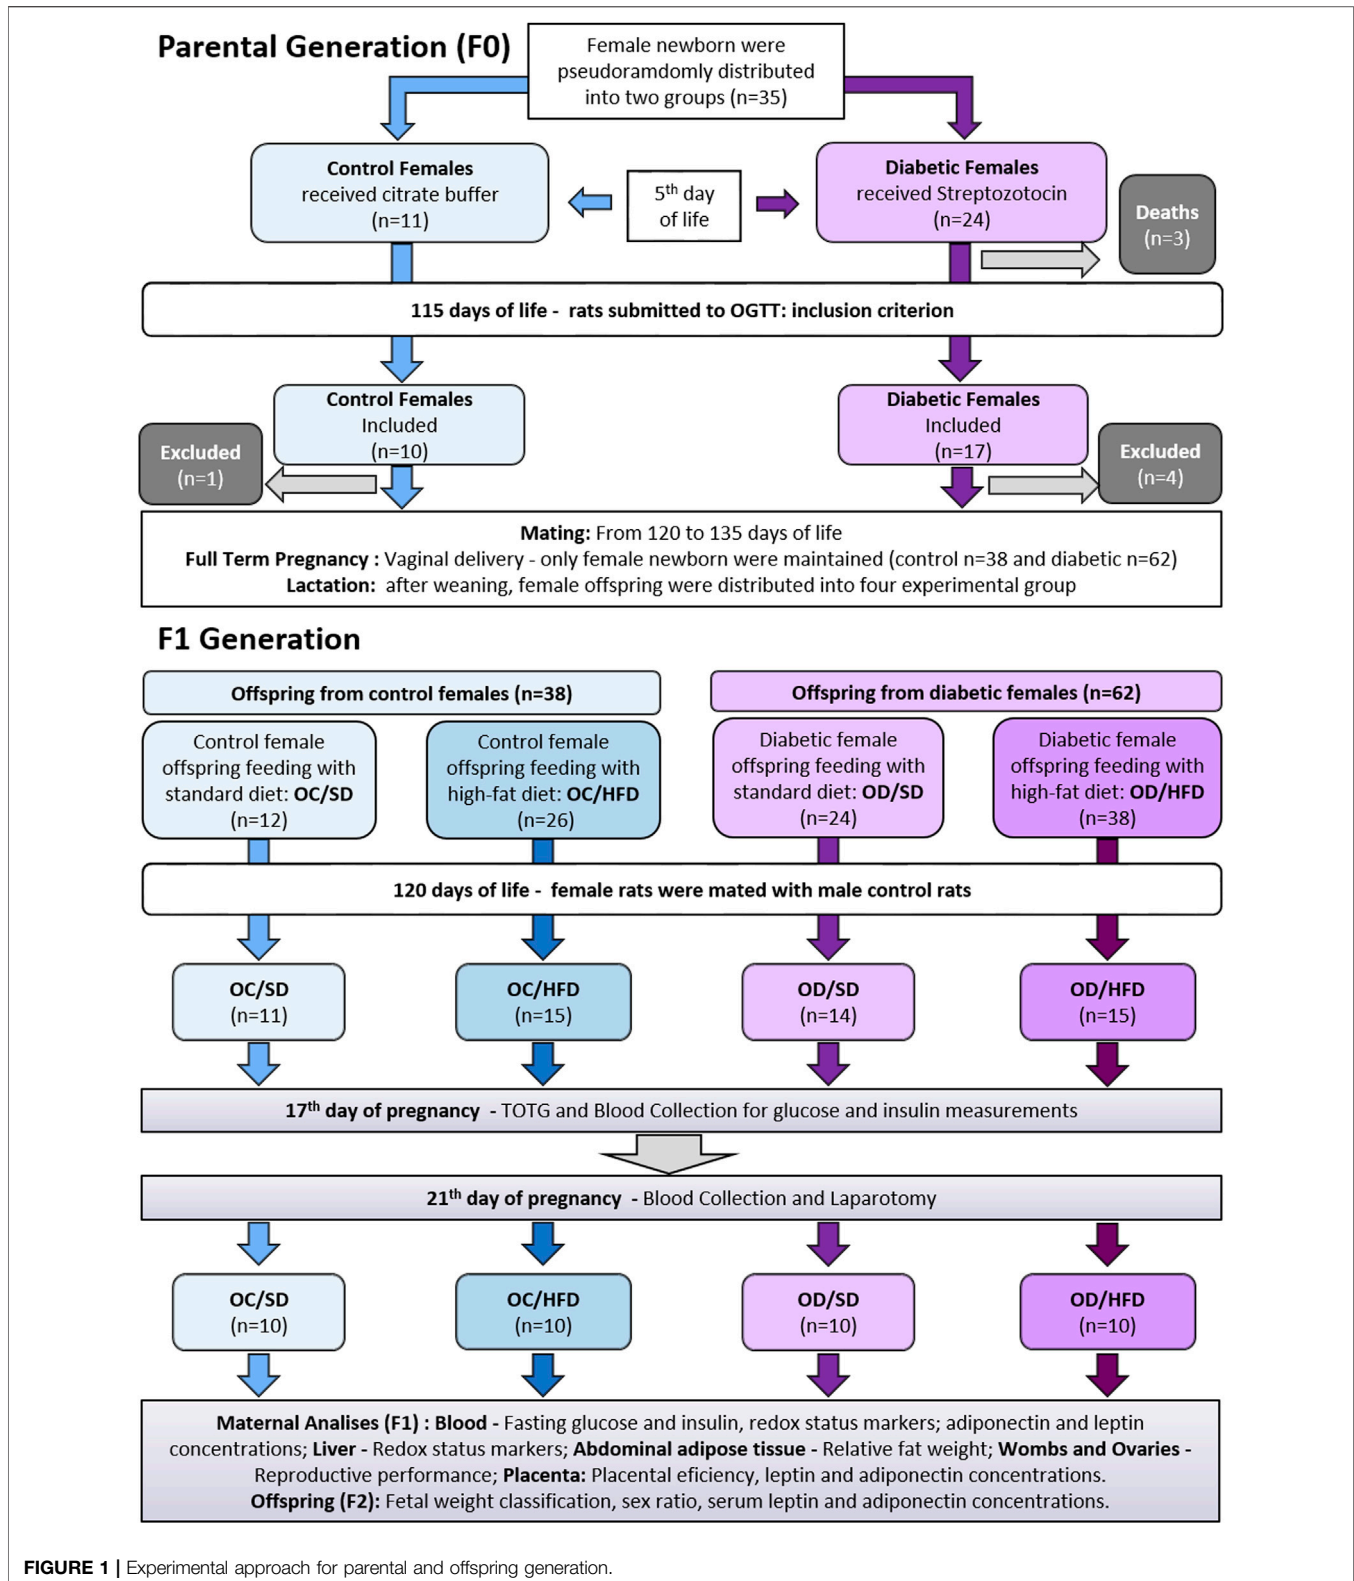 Parental Generation (F0)
Female newborn were
pseudoramdomly distributed
into two groups (n=35)
Control Females
received citrate buffer
(n=11)
5th day
of life
Diabetic Females
received Streptozotocin
(n=24)
Deaths
(n=3)
115 days of life - rats submitted to OGTT: inclusion criterion
Control Females
Included
(n=10)
Diabetic Females
Included
(n=17)
Excluded
(n=1)
Excluded
(n=4)
Mating: From 120 to 135 days of life
Full Term Pregnancy : Vaginal delivery - only female newborn were maintained (control n=38 and diabetic n=62)
Lactation: after weaning, female offspring were distributed into four experimental group
F1 Generation
Offspring from control females (n=38)
Offspring from diabetic females (n=62)
Control female
offspring feeding with
standard diet: OC/SD
(n=12)
Control female
offspring feeding with
high-fat diet: OC/HFD
(n=26)
Diabetic female
offspring feeding with
standard diet: OD/SD
(n=24)
Diabetic female
offspring feeding with
high-fat diet: OD/HFD
(n=38)
120 days of life - female rats were mated with male control rats
OC/SD
(n=11)
OC/HFD
(n=15)
OD/SD
(n=14)
OD/HFD
(n=15)
17th day of pregnancy - TOTG and Blood Collection for glucose and insulin measurements
21th day of pregnancy - Blood Collection and Laparotomy
OC/SD
(n=10)
OC/HFD
(n=10)
OD/SD
(n=10)
OD/HFD
(n=10)
Maternal Analises (F1) : Blood - Fasting glucose and insulin, redox status markers; adiponectin and leptin
concentrations; Liver - Redox status markers; Abdominal adipose tissue - Relative fat weight; Wombs and Ovaries -
Reproductive performance; Placenta: Placental eficiency, leptin and adiponectin concentrations.
Offspring (F2): Fetal weight classification, sex ratio, serum leptin and adiponectin concentrations.
FIGURE 1 | Experimental approach for parental and offspring generation.